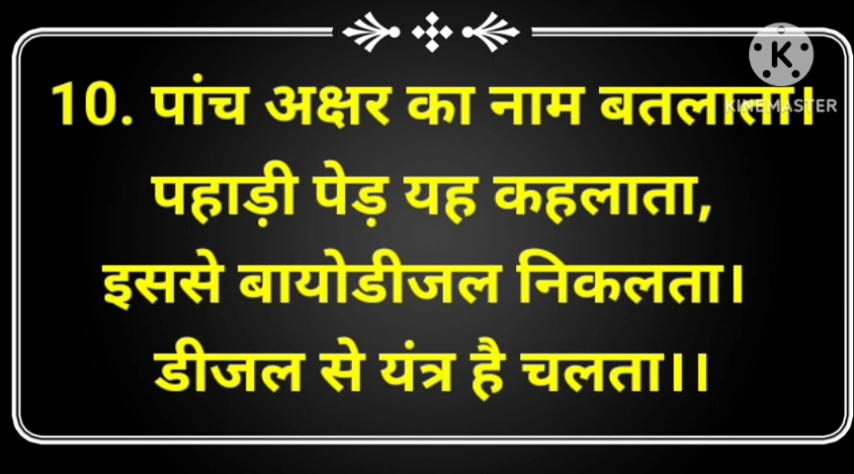 K
KINEMASTER
10. पांच अक्षर का नाम बतलाता।
पहाड़ी पेड़ यह कहलाता,
इससे बायोडीजल निकलता।
डीजल से यंत्र है चलता।।